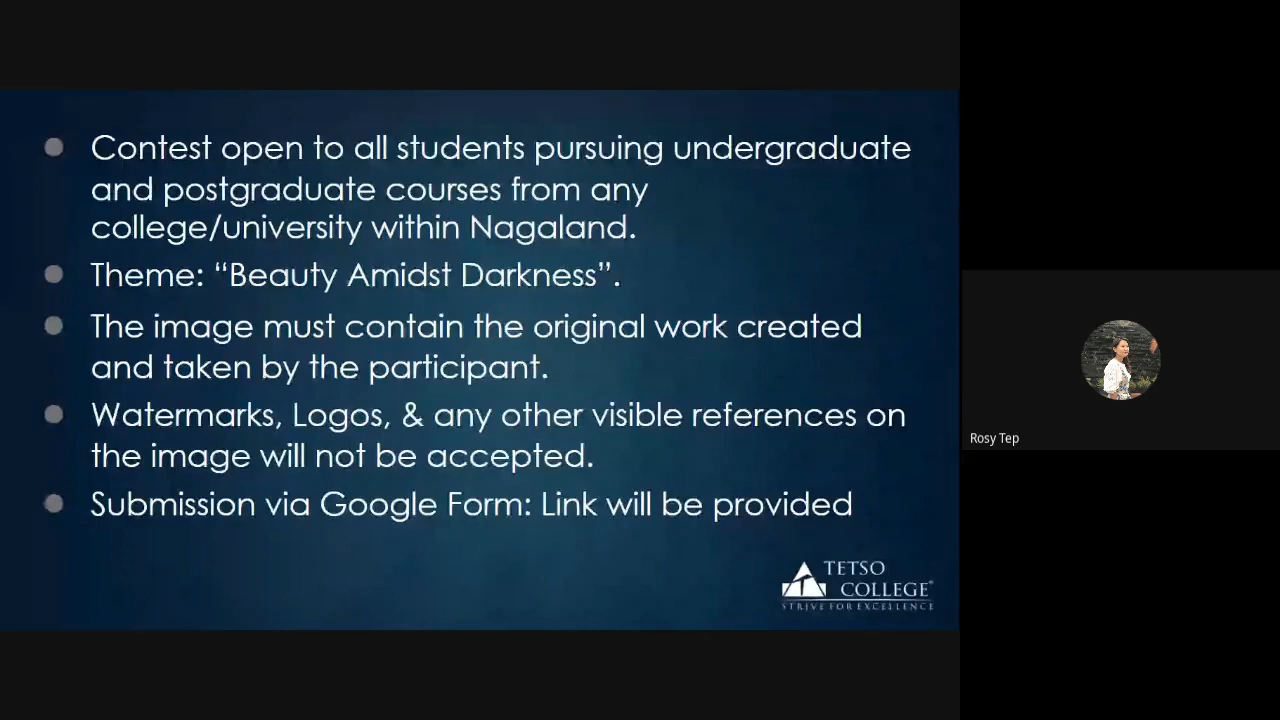 Contest open to all students pursuing undergraduate
and postgraduate courses from any
college/university within Nagaland.
Theme: “Beauty Amidst Darkness”.
The image must contain the original work created
and taken by the participant.
Watermarks, Logos, & any other visible references on
the image will not be accepted.
Submission via Google Form: Link will be provided
TETSO
COLLEGE®
STRIVE FOR EXCELLENCE
Rosy Tep